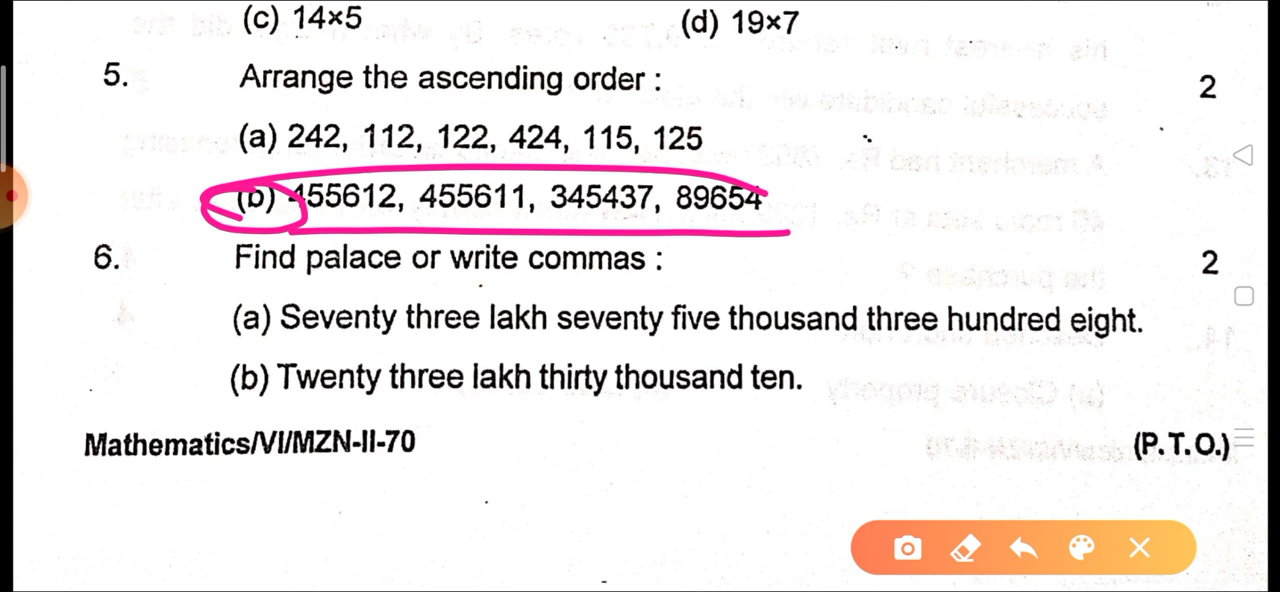 (c) 14×5 (d) 19×7
5. Arrange the ascending order : 2
(a) 242, 112, 122, 424, 115, 125
(b) 455612, 455611, 345437, 89654
6. Find palace or write commas : 2
(a) Seventy three lakh seventy five thousand three hundred eight.
(b) Twenty three lakh thirty thousand ten.
Mathematics/VI/MZN-II-70 (P.T.O.)